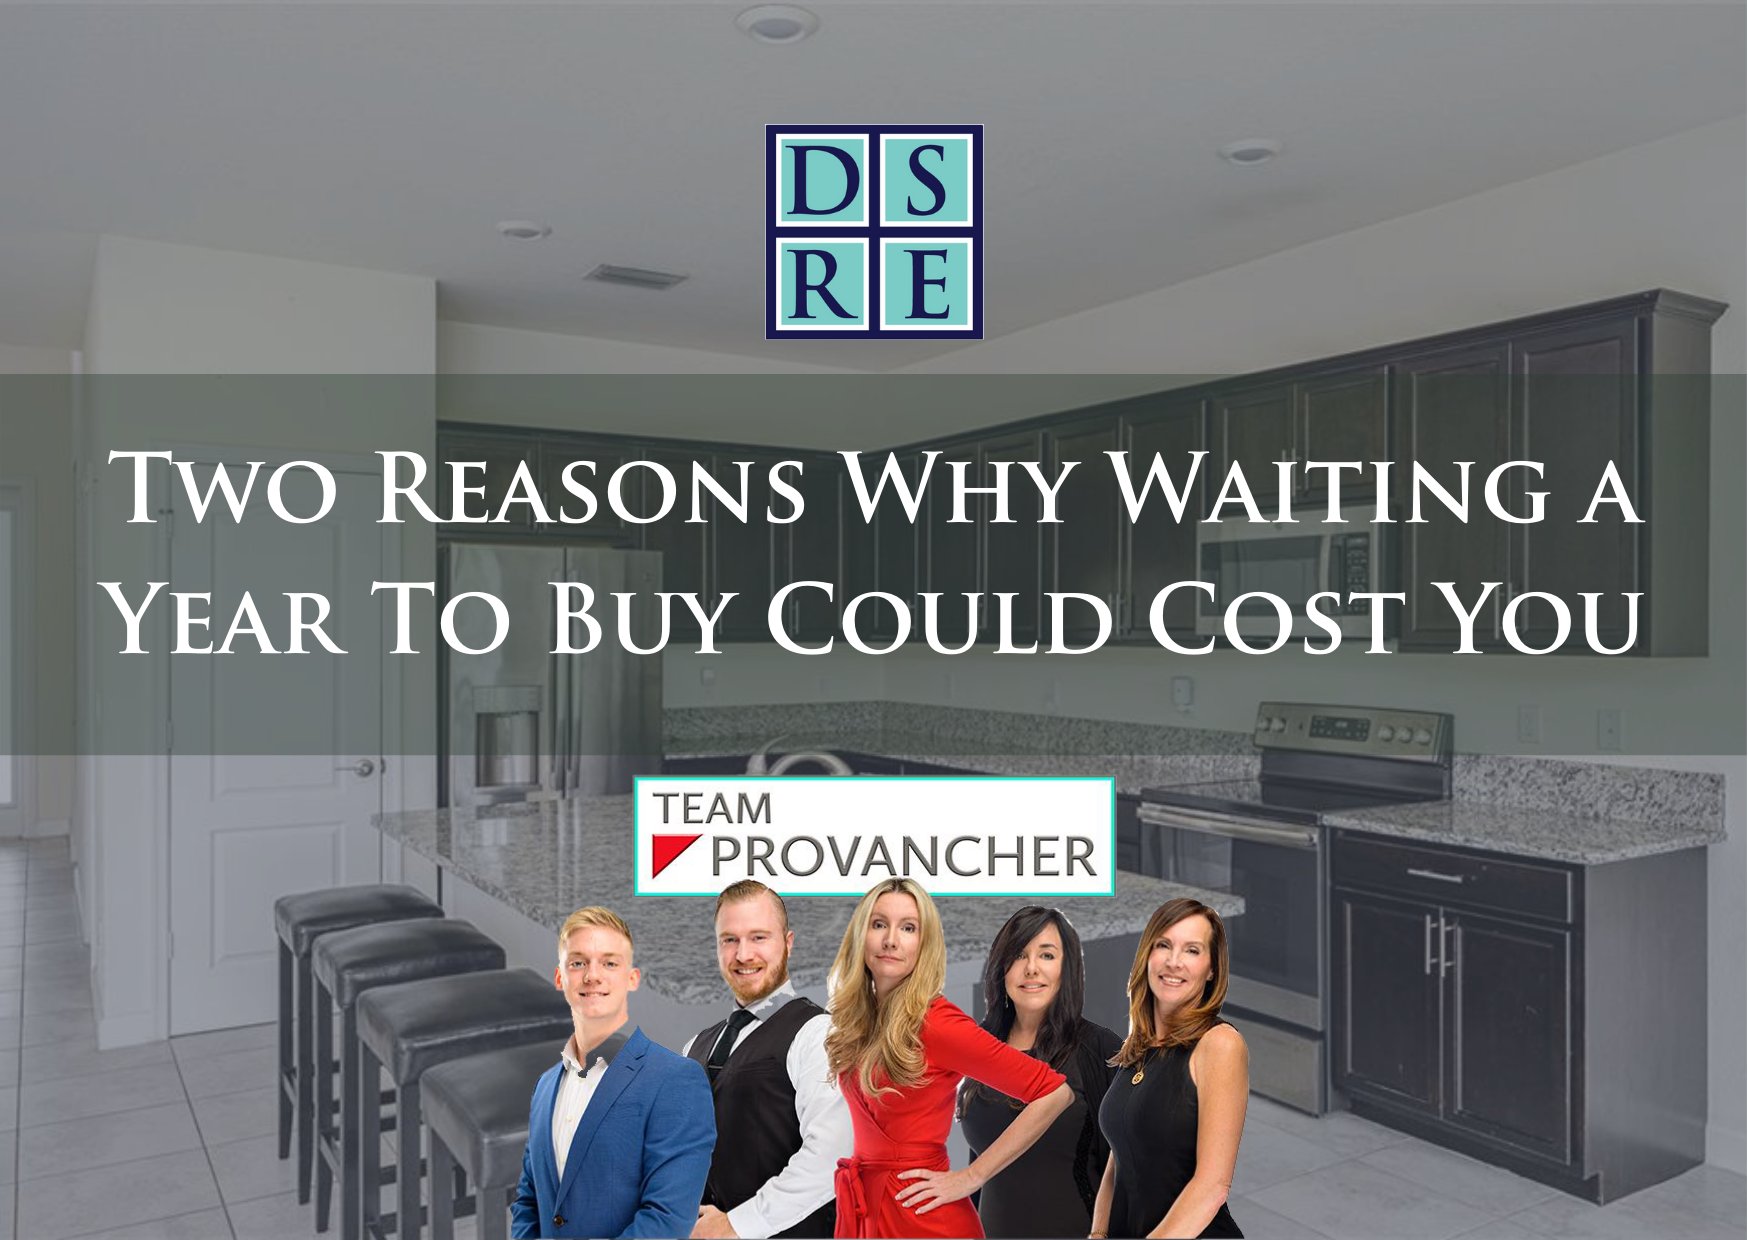 D S
R E
Two Reasons Why Waiting a
Year To Buy Could Cost You
TEAM
PROVANCHER